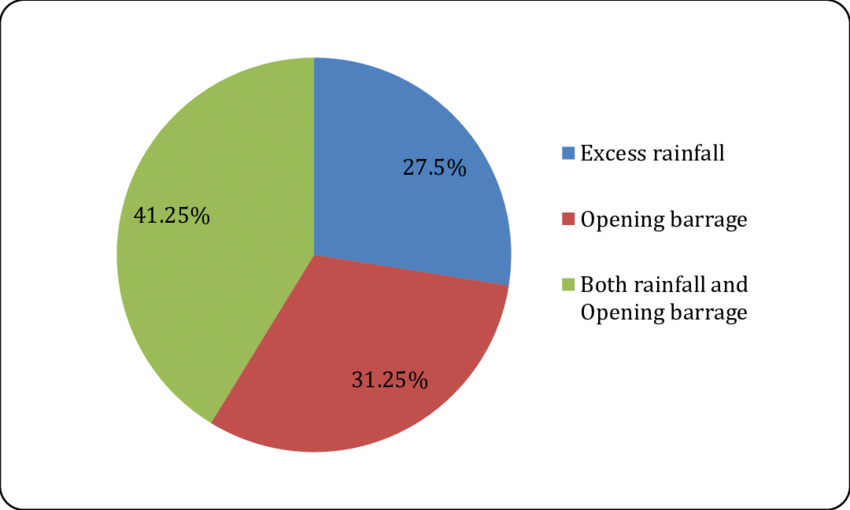 27.5%
31.25%
41.25%
Excess rainfall
Opening barrage
Both rainfall and
Opening barrage